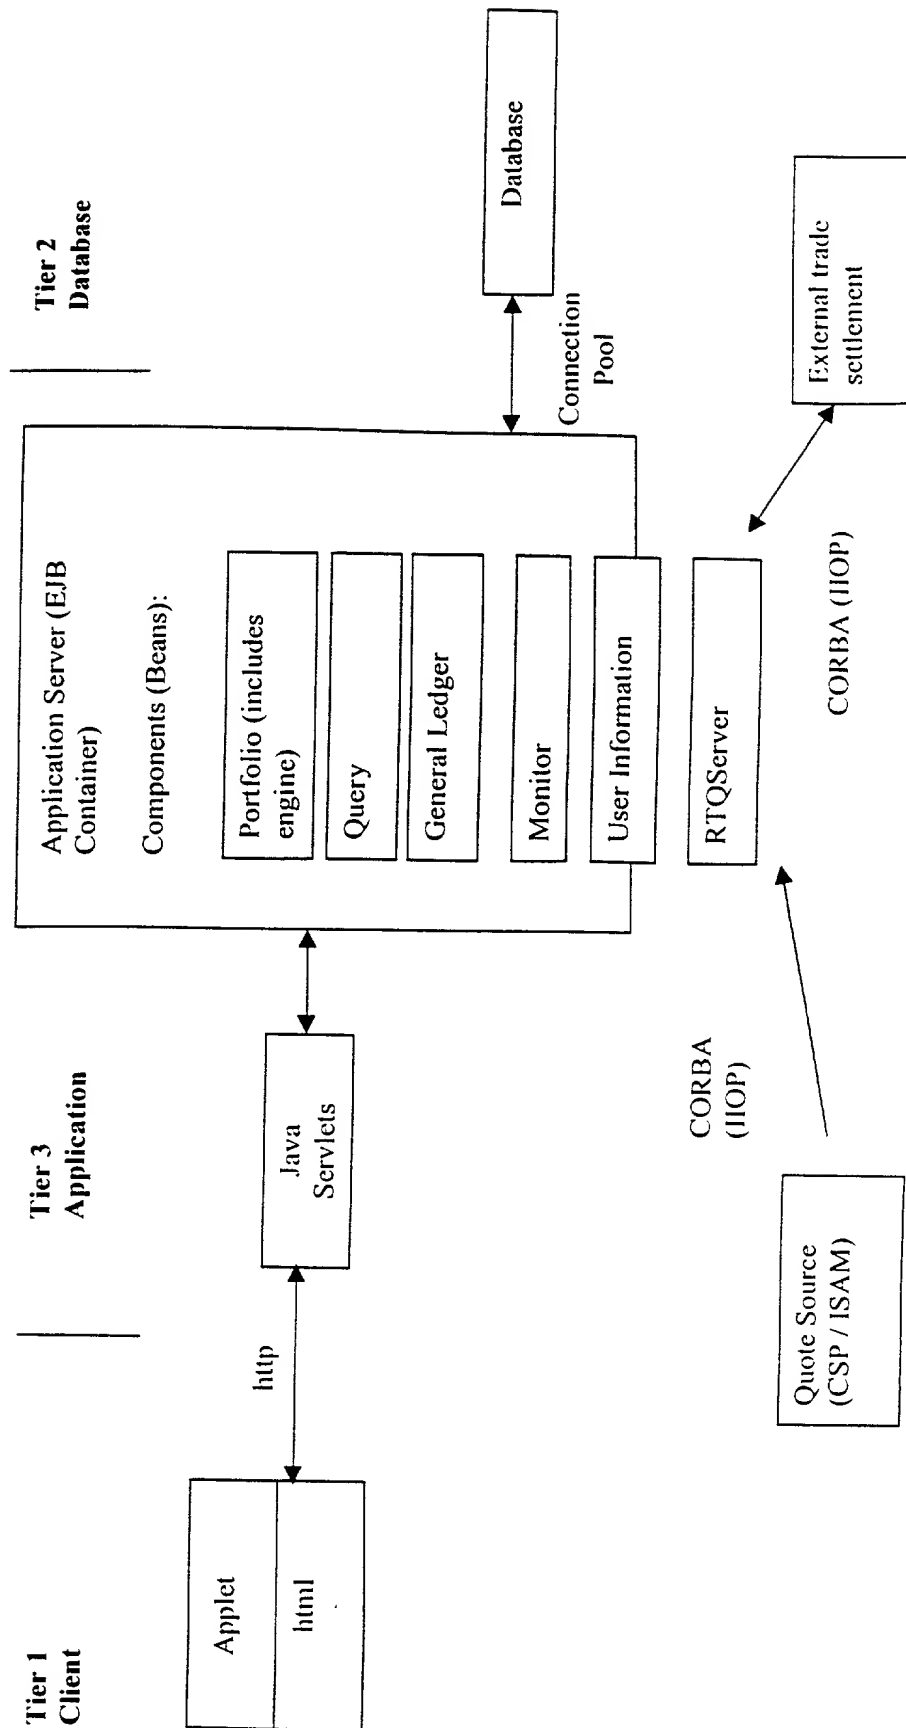 Tier 1
Client
Tier 3
Application
Tier 2
Database
Applet
html
http
Java
Servlets
Application Server (EJB
Container)
Components (Beans):
Portfolio (includes
engine)
Query
General Ledger
Monitor
User Information
RTQServer
Connection
Pool
Database
Quote Source
(CSP / ISAM)
CORBA
(IIOP)
CORBA (IIOP)
External trade
settlement